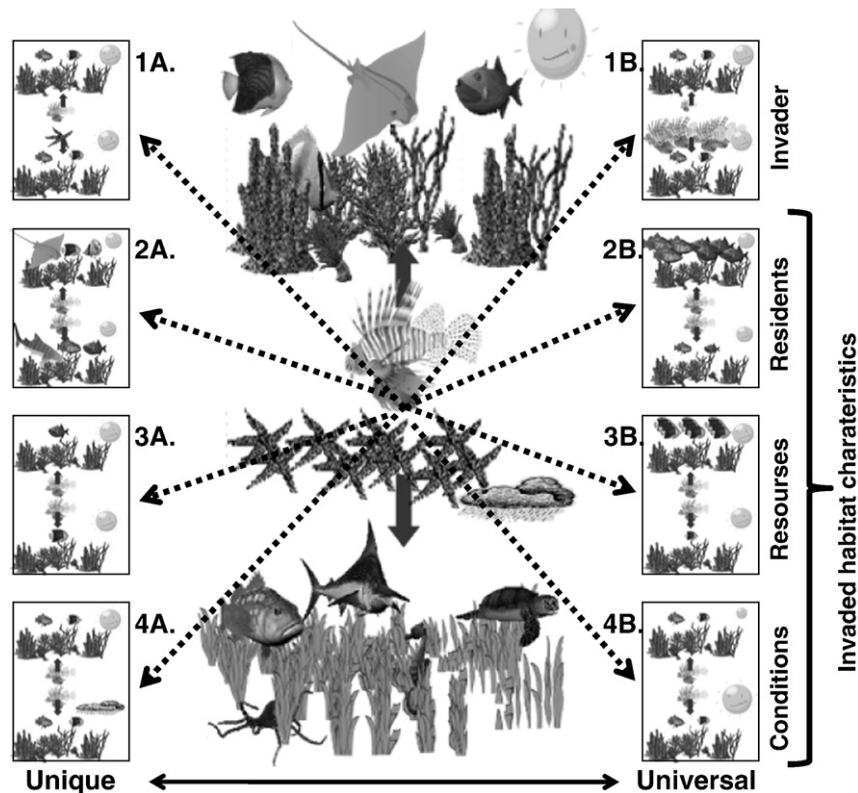 1A.
1B.
Invader
2A.
2B.
Residents
3A.
3B.
Resourses
4A.
4B.
Conditions
Invaded habitat charateristics
Unique
Universal